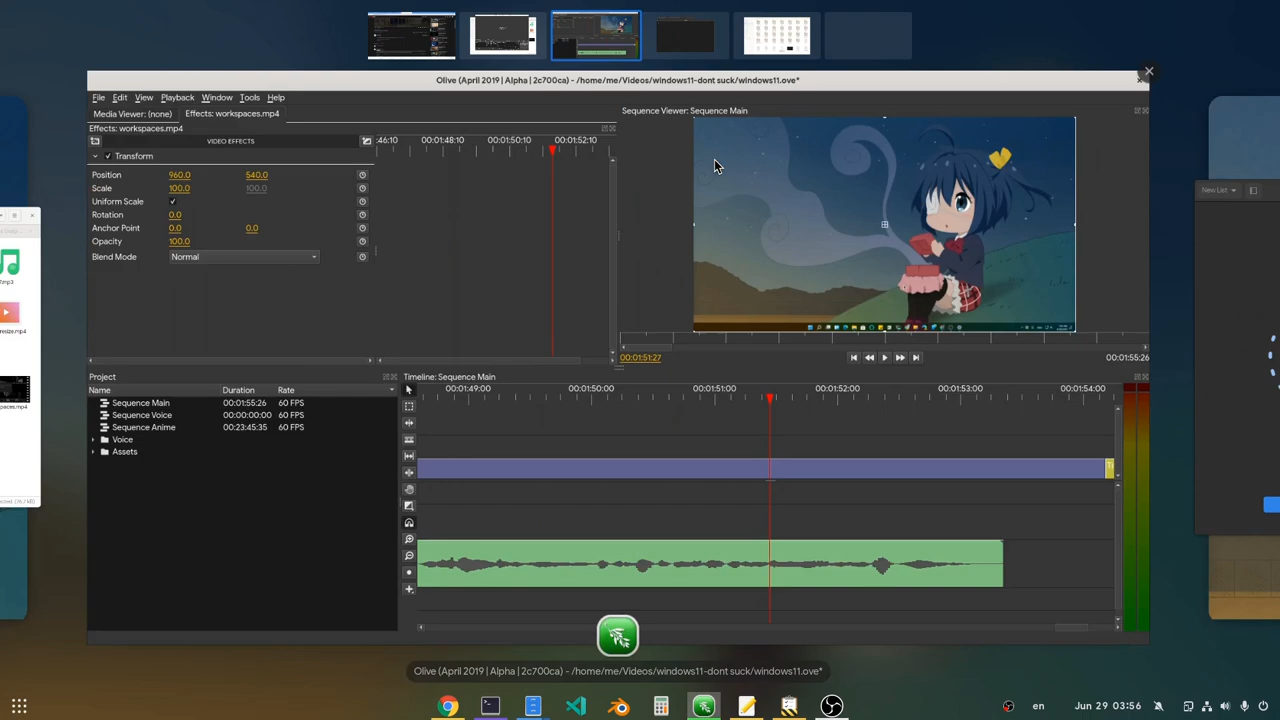 Olive (April 2019 | Alpha | 2c700ca) - /home/me/Videos/windows11-dont suck/windows11.ove*
File Edit View Playback Window Tools Help
Media Viewer: (none) Effects: workspaces.mp4
Effects: workspaces.mp4
VIDEO EFFECTS
:46:10 00:01:48:10 00:01:50:10 00:01:52:10
Transform
Position 960.0 540.0
Scale 100.0 100.0
Uniform Scale
Rotation 0.0
Anchor Point 0.0 0.0
Opacity 100.0
Blend Mode Normal
Sequence Viewer: Sequence Main
00:01:51:27 00:01:55:26
Project
Name Duration Rate
Sequence Main 00:01:55:26 60 FPS
Sequence Voice 00:00:00:00 60 FPS
Sequence Anime 00:23:45:35 60 FPS
Voice
Assets
Timeline: Sequence Main
00:01:49:00 00:01:50:00 00:01:51:00 00:01:52:00 00:01:53:00 00:01:54:00
New List
7.mp3
resize.mp4
paces.mp4
Olive (April 2019 | Alpha | 2c700ca) - /home/me/Videos/windows11-dont suck/windows11.ove*
en Jun 29 03:56